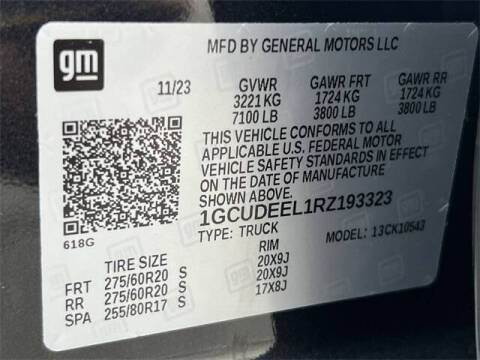 gm
MFD BY GENERAL MOTORS LLC
11/23 GVWR GAWR FRT GAWR RR
3221 KG 1724 KG 1724 KG
7100 LB 3800 LB 3800 LB
THIS VEHICLE CONFORMS TO ALL
APPLICABLE U.S. FEDERAL MOTOR
VEHICLE SAFETY STANDARDS IN EFFECT
ON THE DATE OF MANUFACTURE
SHOWN ABOVE.
1GCUDEEL1RZ193323
618G TYPE: TRUCK MODEL: 13CK10543
TIRE SIZE RIM
FRT 275/60R20 S 20X9J
RR 275/60R20 S 20X9J
SPA 255/80R17 S 17X8J